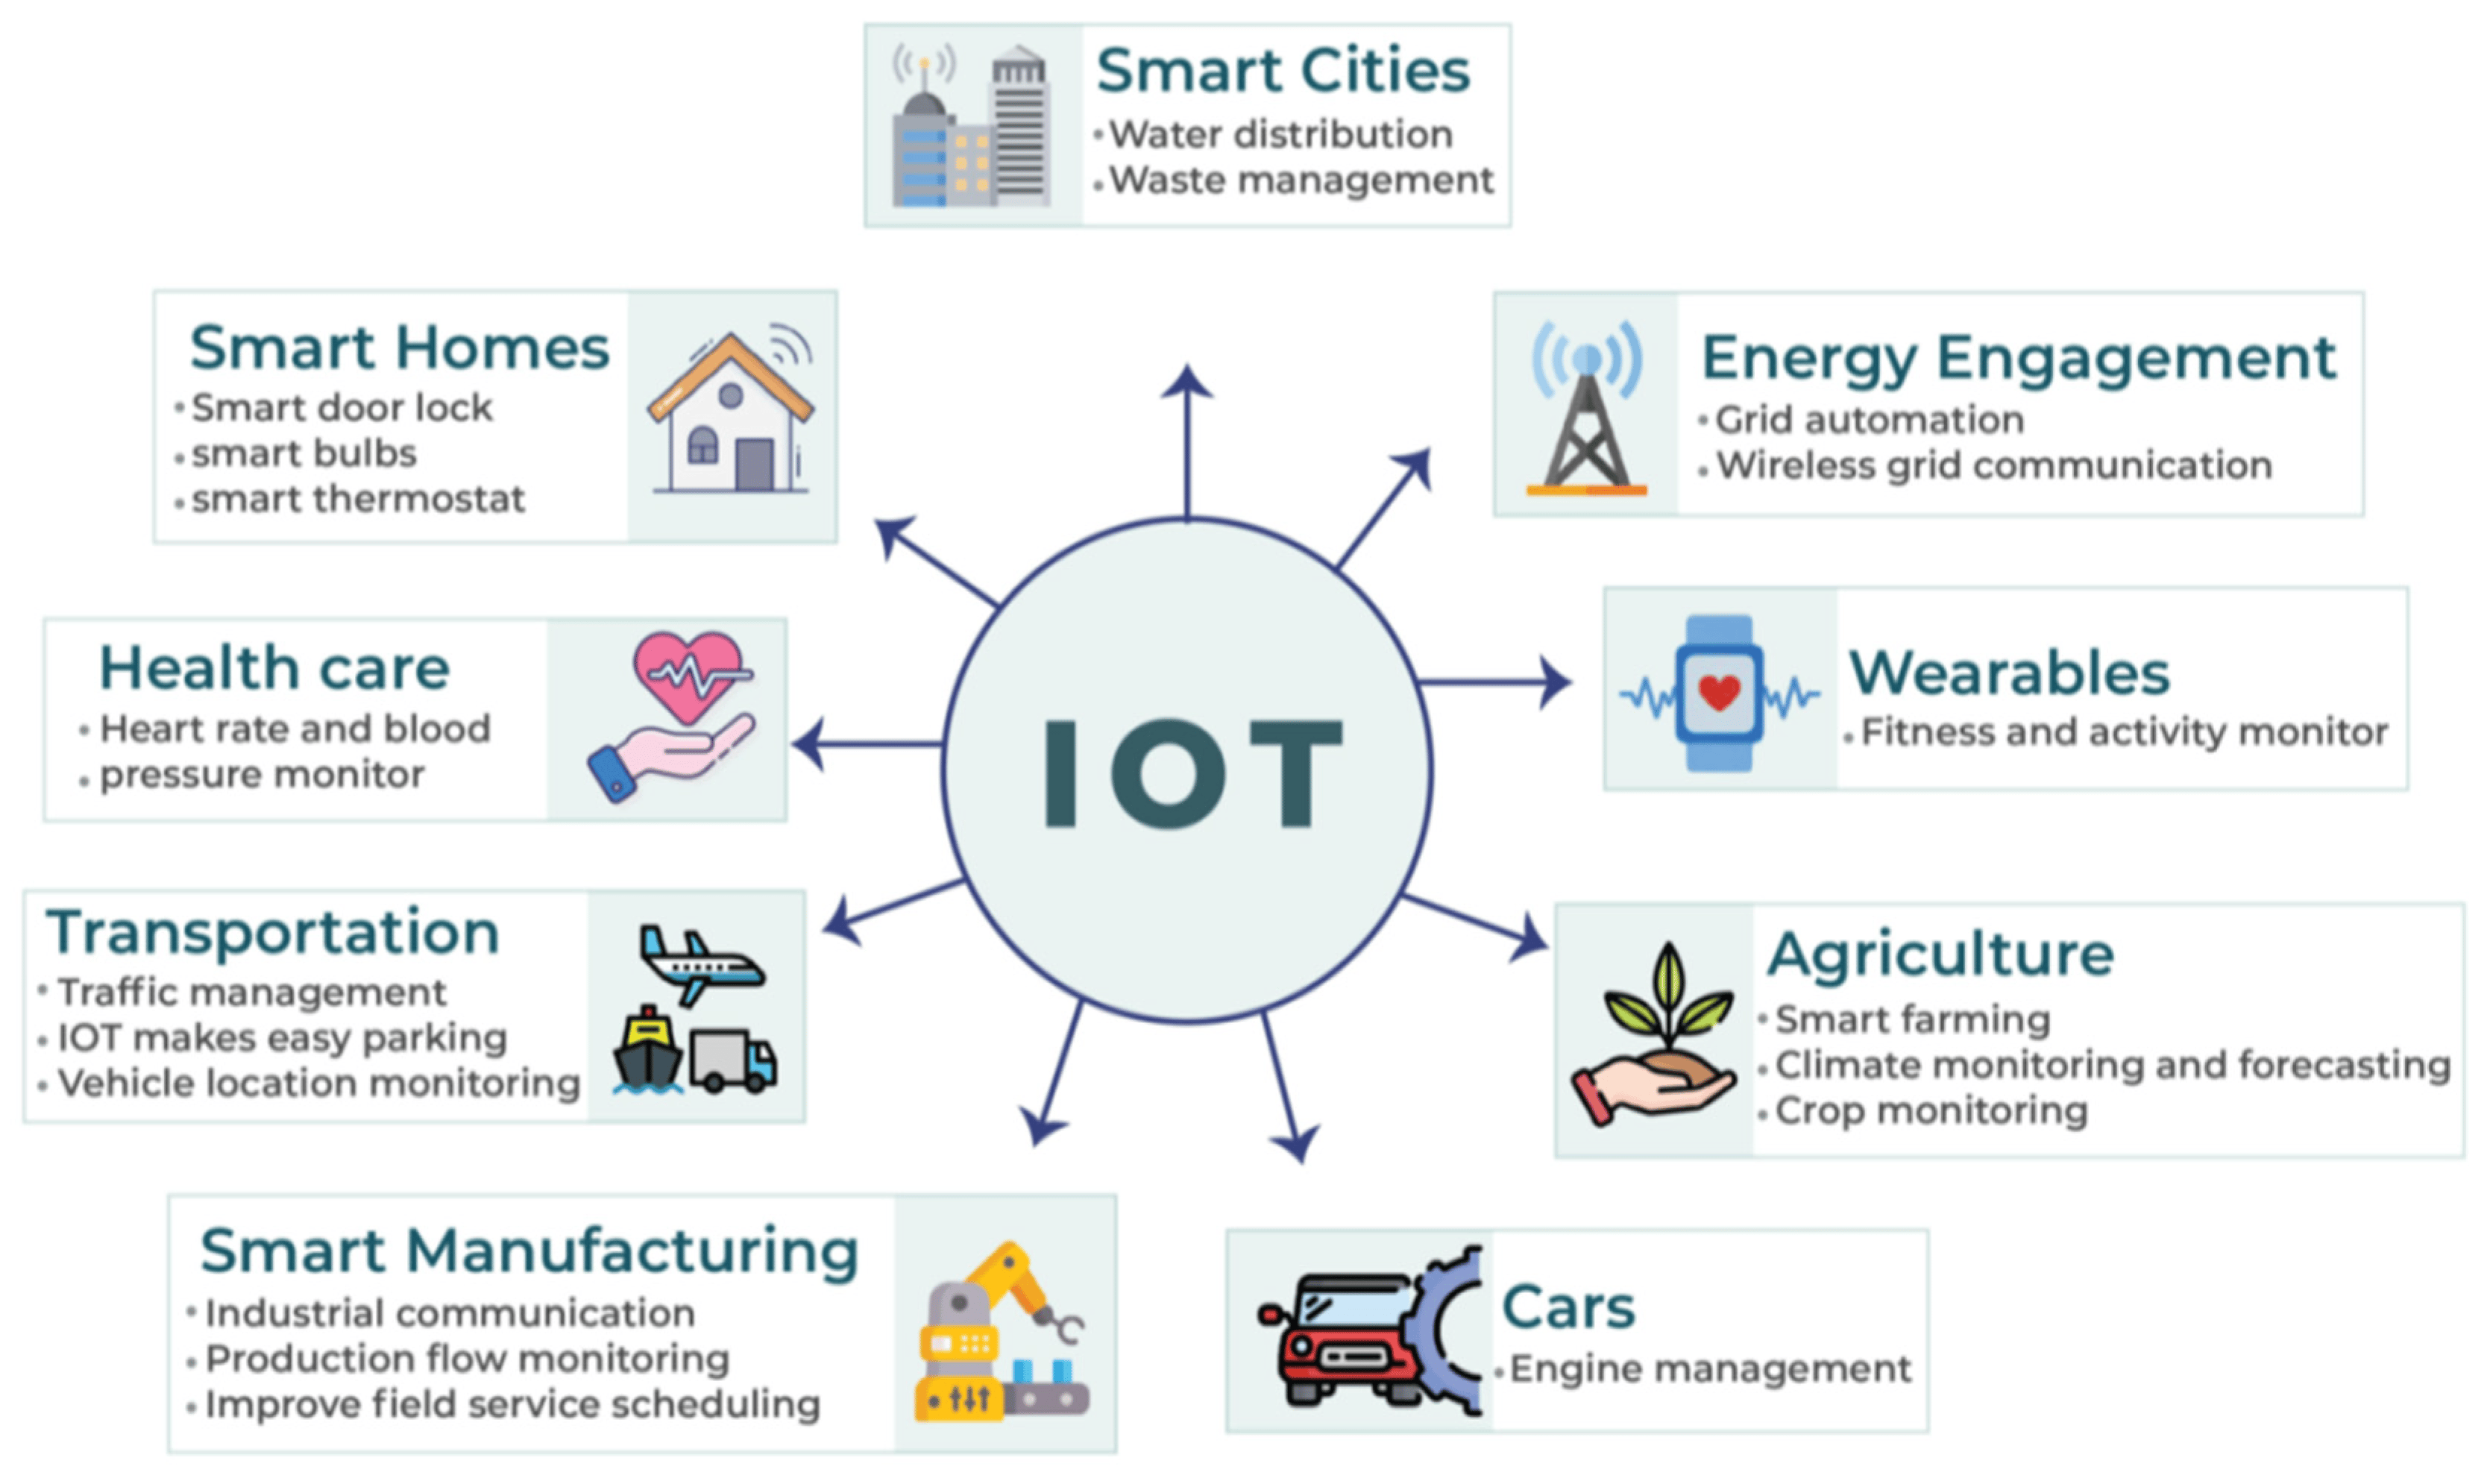 Smart Cities
•Water distribution
•Waste management
Smart Homes
•Smart door lock
•smart bulbs
•smart thermostat
Energy Engagement
•Grid automation
•Wireless grid communication
Health care
• Heart rate and blood
• pressure monitor
IOT
Wearables
•Fitness and activity monitor
Transportation
•Traffic management
•IOT makes easy parking
•Vehicle location monitoring
Agriculture
•Smart farming
•Climate monitoring and forecasting
•Crop monitoring
Smart Manufacturing
•Industrial communication
•Production flow monitoring
•Improve field service scheduling
Cars
•Engine management